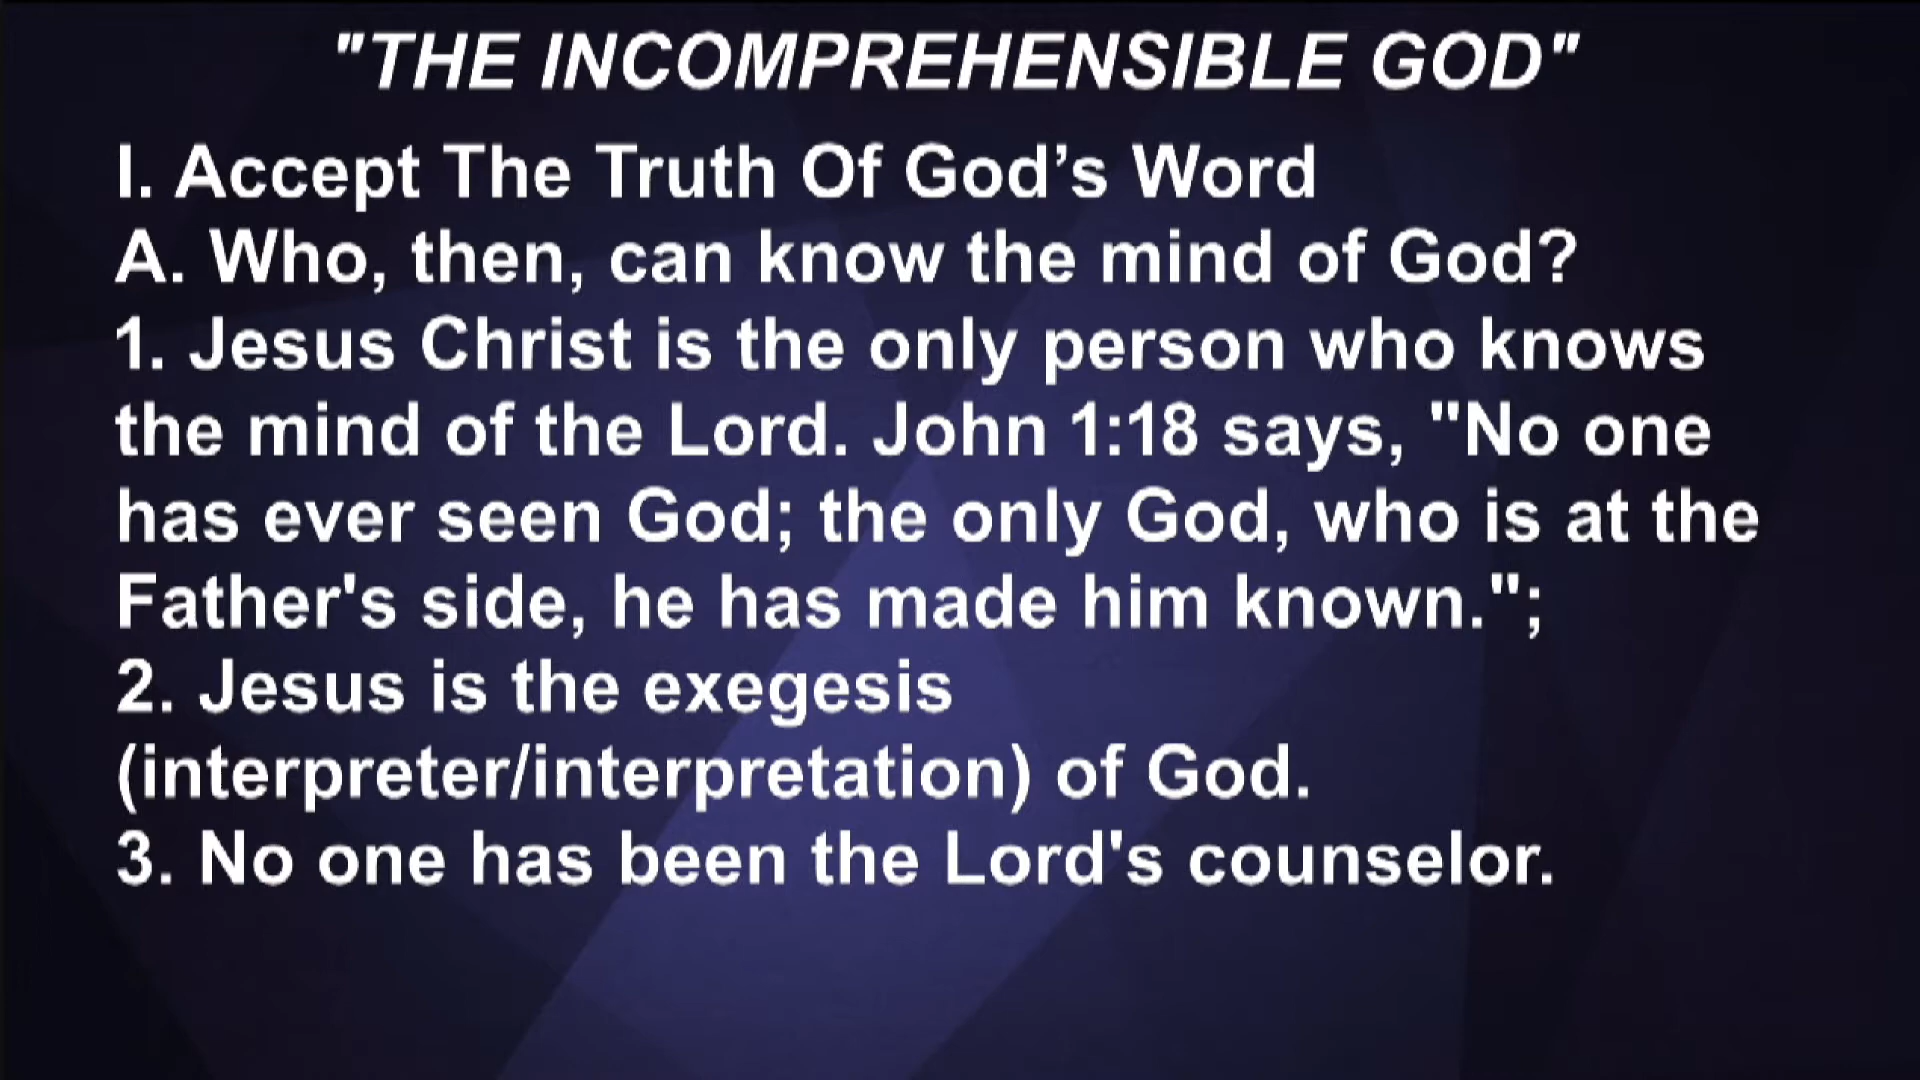 "THE INCOMPREHENSIBLE GOD"
I. Accept The Truth Of God’s Word
A. Who, then, can know the mind of God?
1. Jesus Christ is the only person who knows
the mind of the Lord. John 1:18 says, "No one
has ever seen God; the only God, who is at the
Father's side, he has made him known.";
2. Jesus is the exegesis
(interpreter/interpretation) of God.
3. No one has been the Lord's counselor.